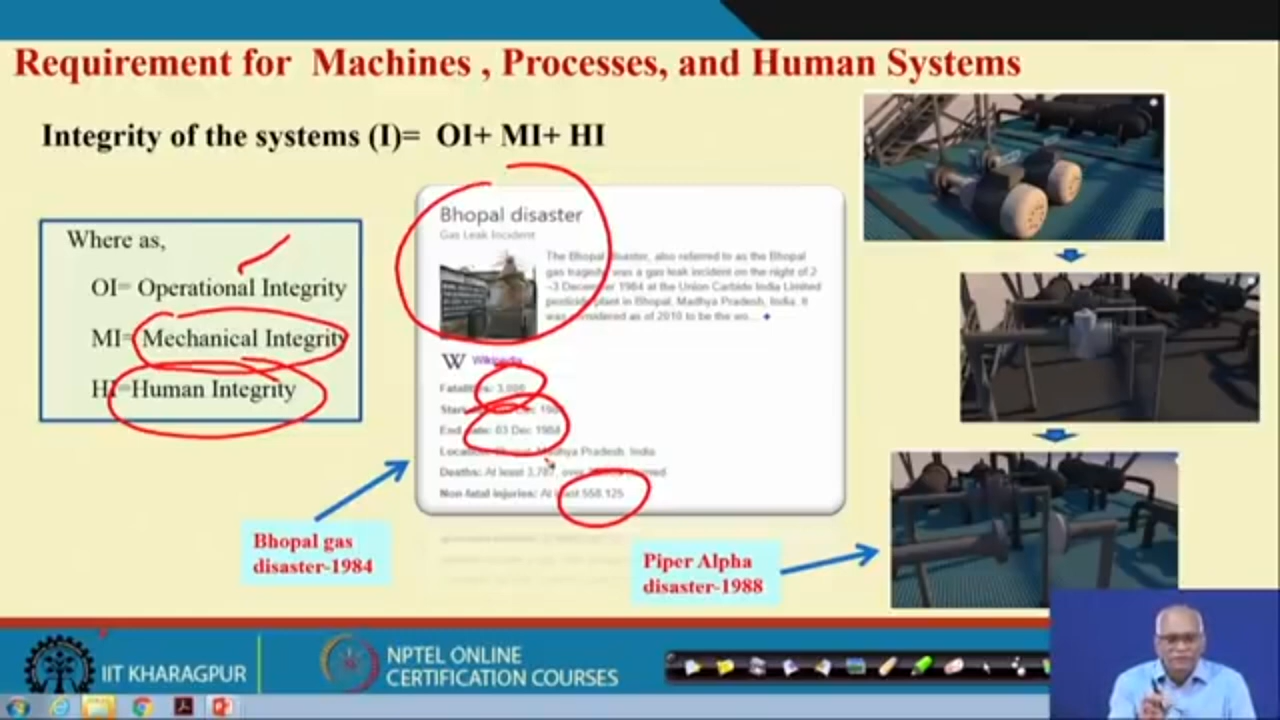 Requirement for Machines , Processes, and Human Systems
Integrity of the systems (I)= OI+ MI+ HI
Where as,
OI= Operational Integrity
MI= Mechanical Integrity
HI=Human Integrity
Bhopal disaster
Gas Leak Incident
The Bhopal disaster, also referred to as the Bhopal
gas tragedy, was a gas leak incident on the night of 2
–3 December 1984 at the Union Carbide India Limited
pesticide plant in Bhopal, Madhya Pradesh, India. It
was considered as of 2010 to be the wo...
W Wikipedia
Fatalities: 3,000
End date: 03 Dec 1984
Location: Madhya Pradesh, India
Deaths: At least 3,787, over
Non-fatal injuries: At least 558,125
Bhopal gas
disaster-1984
Piper Alpha
disaster-1988
IIT KHARAGPUR
NPTEL ONLINE
CERTIFICATION COURSES